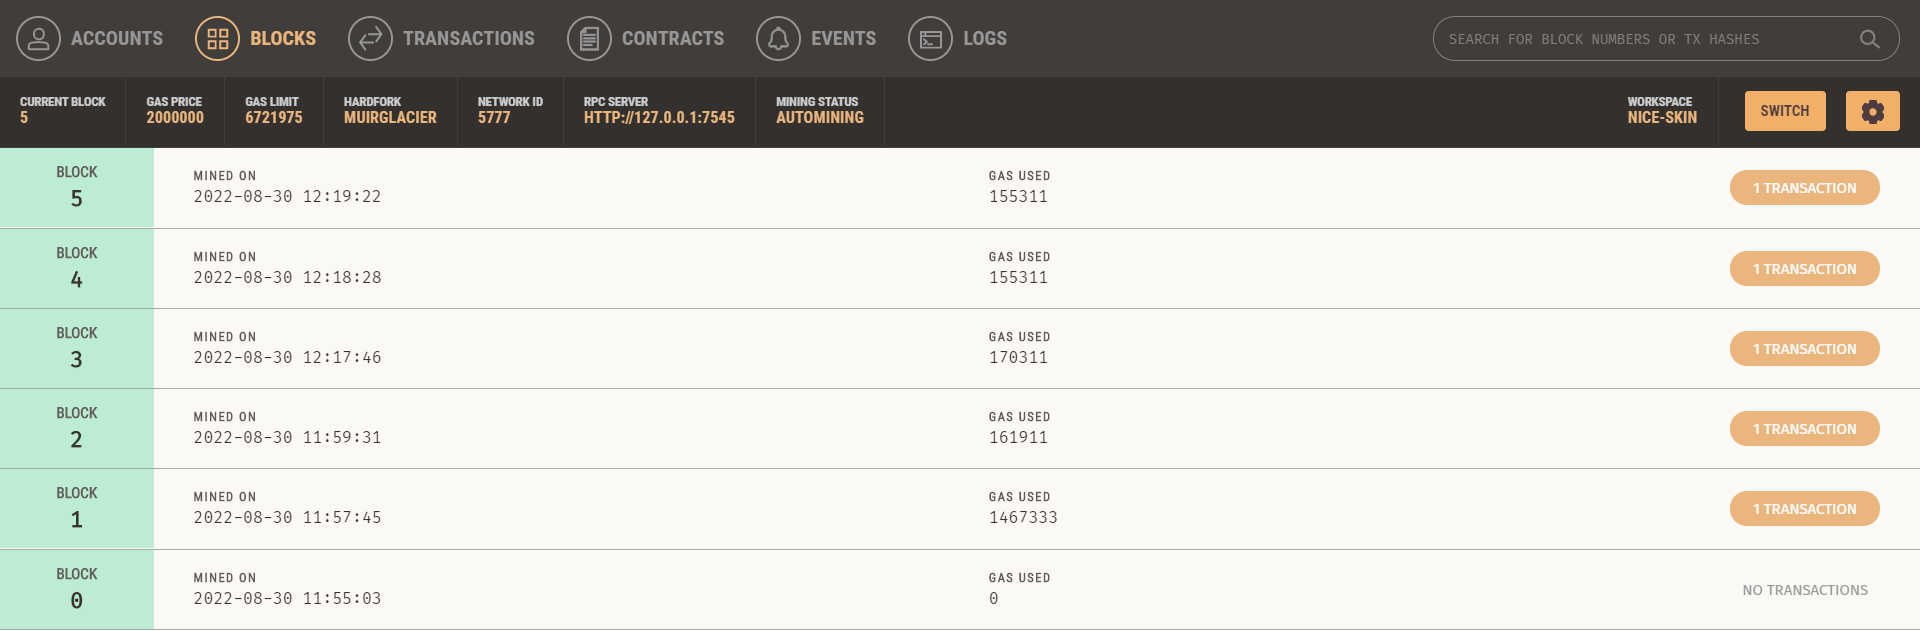 ACCOUNTS BLOCKS TRANSACTIONS CONTRACTS EVENTS LOGS SEARCH FOR BLOCK NUMBERS OR TX HASHES
CURRENT BLOCK GAS PRICE GAS LIMIT HARDFORK NETWORK ID RPC SERVER MINING STATUS WORKSPACE
5 2000000 6721975 MUIRGLACIER 5777 HTTP://127.0.0.1:7545 AUTOMINING NICE-SKIN SWITCH
BLOCK MINED ON GAS USED
5 2022-08-30 12:19:22 155311 1 TRANSACTION
BLOCK MINED ON GAS USED
4 2022-08-30 12:18:28 155311 1 TRANSACTION
BLOCK MINED ON GAS USED
3 2022-08-30 12:17:46 170311 1 TRANSACTION
BLOCK MINED ON GAS USED
2 2022-08-30 11:59:31 161911 1 TRANSACTION
BLOCK MINED ON GAS USED
1 2022-08-30 11:57:45 1467333 1 TRANSACTION
BLOCK MINED ON GAS USED
0 2022-08-30 11:55:03 0 NO TRANSACTIONS